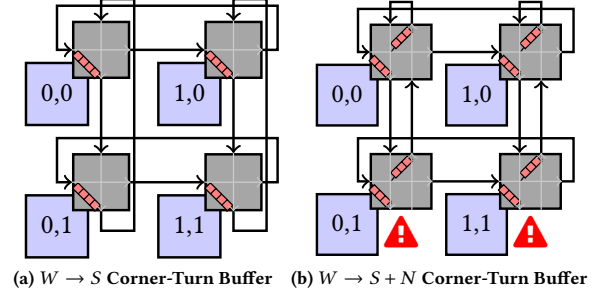 0,0 1,0 0,0 1,0
0,1 1,1 0,1 1,1
(a) W → S Corner-Turn Buffer (b) W → S + N Corner-Turn Buffer